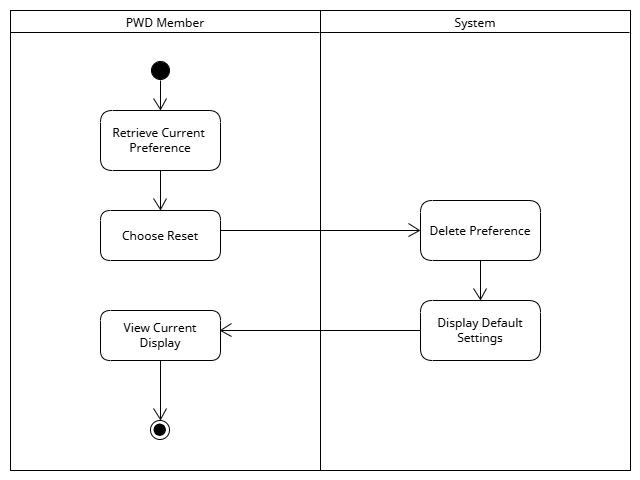 PWD Member
System
Retrieve Current
Preference
Choose Reset
Delete Preference
Display Default
Settings
View Current
Display